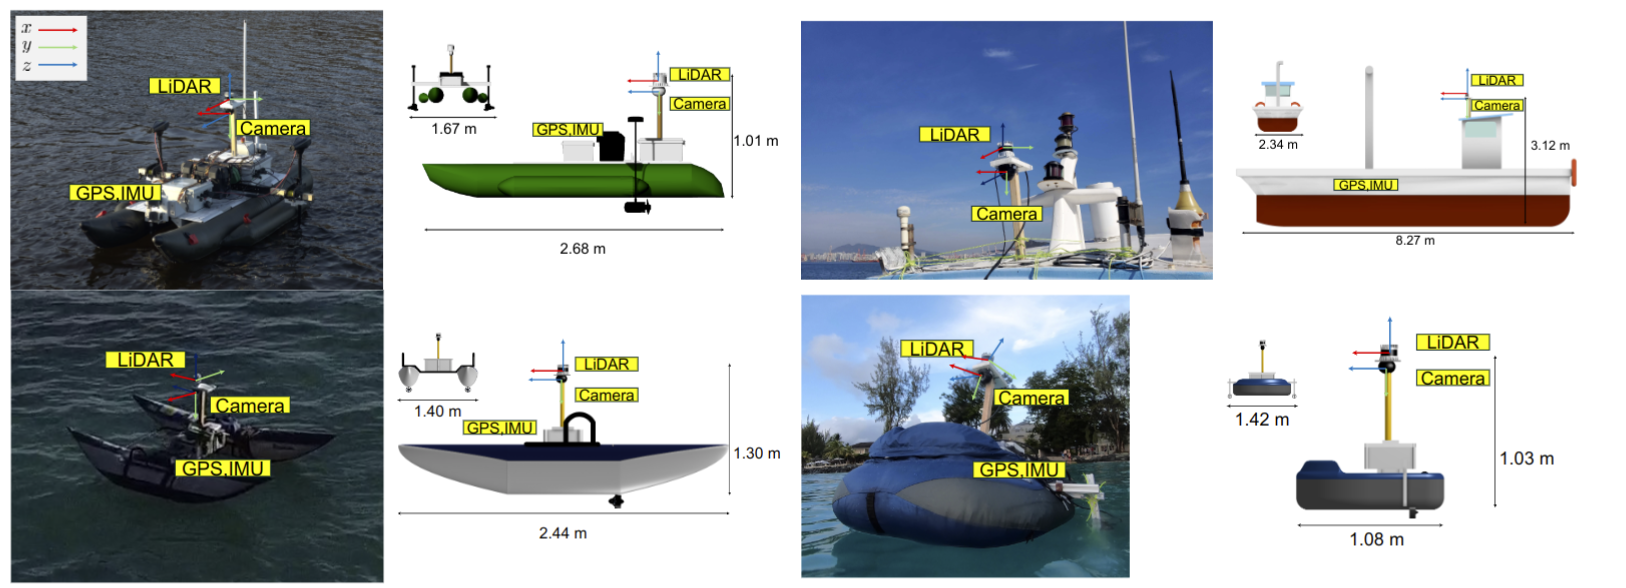 x
y
z
LiDAR
Camera
GPS,IMU
LiDAR
Camera
GPS,IMU
1.67 m
1.01 m
2.68 m
LiDAR
Camera
LiDAR
Camera
GPS,IMU
2.34 m
3.12 m
8.27 m
LiDAR
Camera
GPS,IMU
LiDAR
Camera
GPS,IMU
1.40 m
1.30 m
2.44 m
LiDAR
Camera
GPS,IMU
LiDAR
Camera
1.42 m
1.03 m
1.08 m